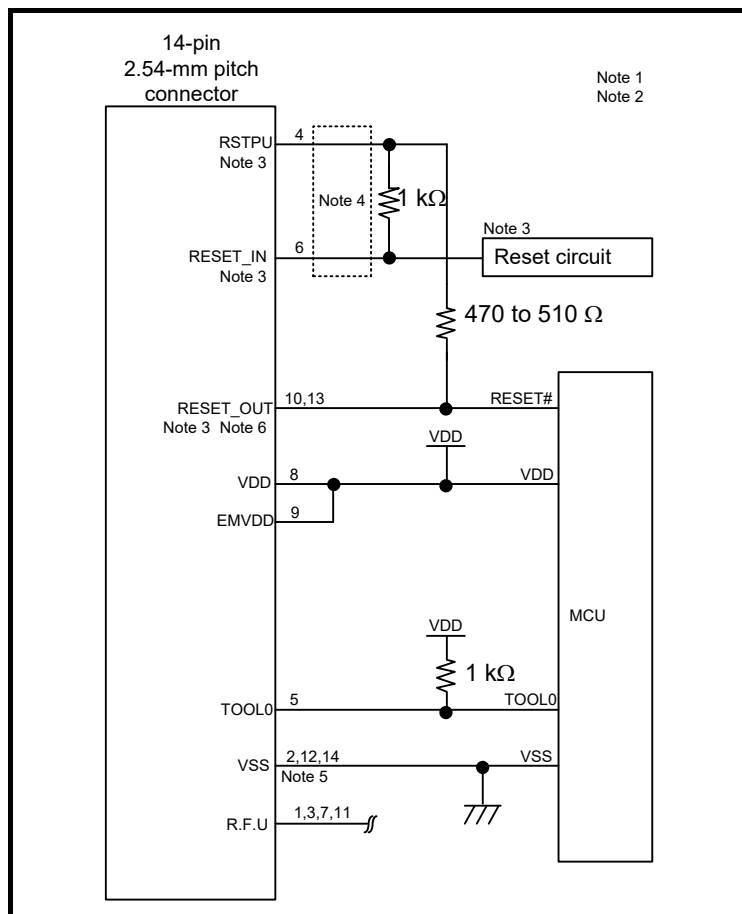 14-pin
2.54-mm pitch
connector
Note 1
Note 2
RSTPU 4
Note 3
Note 4
1 kΩ
Note 3
RESET_IN 6
Reset circuit
Note 3
470 to 510 Ω
RESET_OUT 10,13 RESET#
Note 3 Note 6
VDD
VDD 8 VDD
EMVDD 9
MCU
VDD
1 kΩ
TOOL0 5 TOOL0
VSS 2,12,14 VSS
Note 5
R.F.U 1,3,7,11